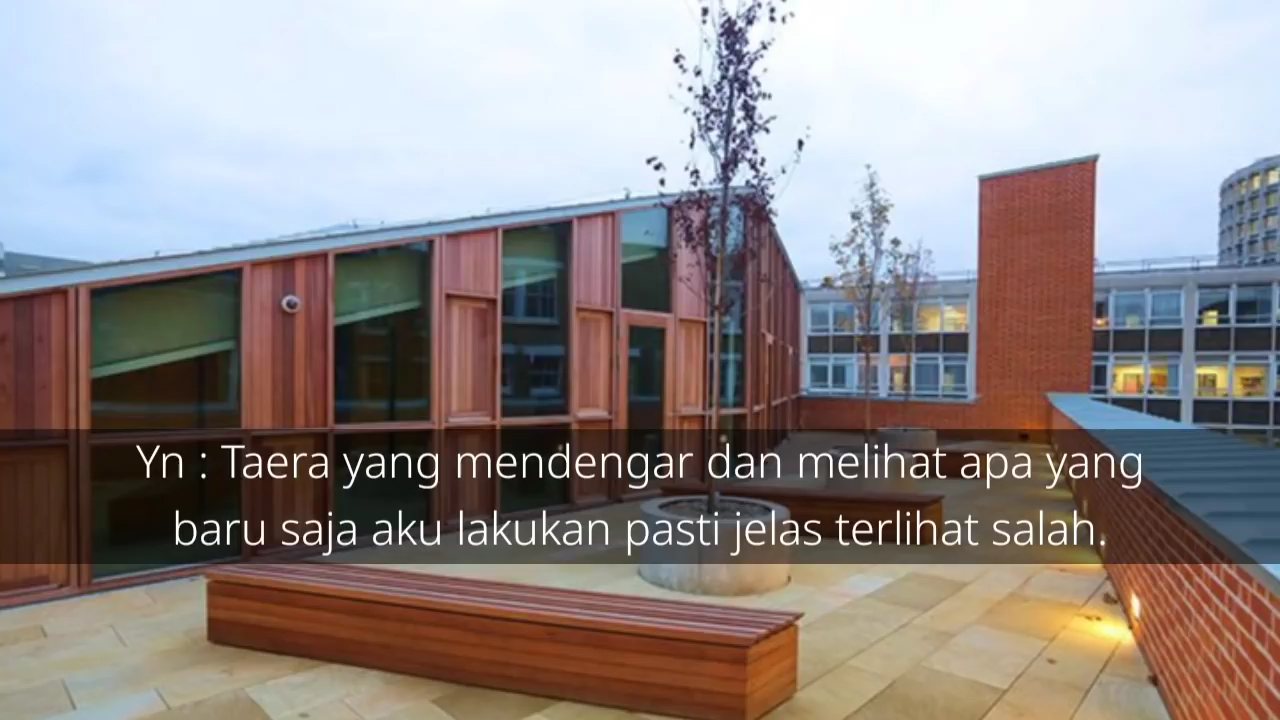 Yn : Taera yang mendengar dan melihat apa yang
baru saja aku lakukan pasti jelas terlihat salah.